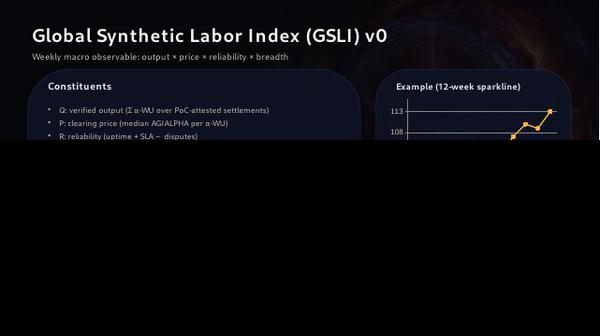 Global Synthetic Labor Index (GSLI) v0
Weekly macro observable: output × price × reliability × breadth
Constituents
• Q: verified output (Σ α-WU over PoC-attested settlements)
• P: clearing price (median AGIALPHA per α-WU)
• R: reliability (uptime + SLA − disputes)
Example (12-week sparkline)
113
108